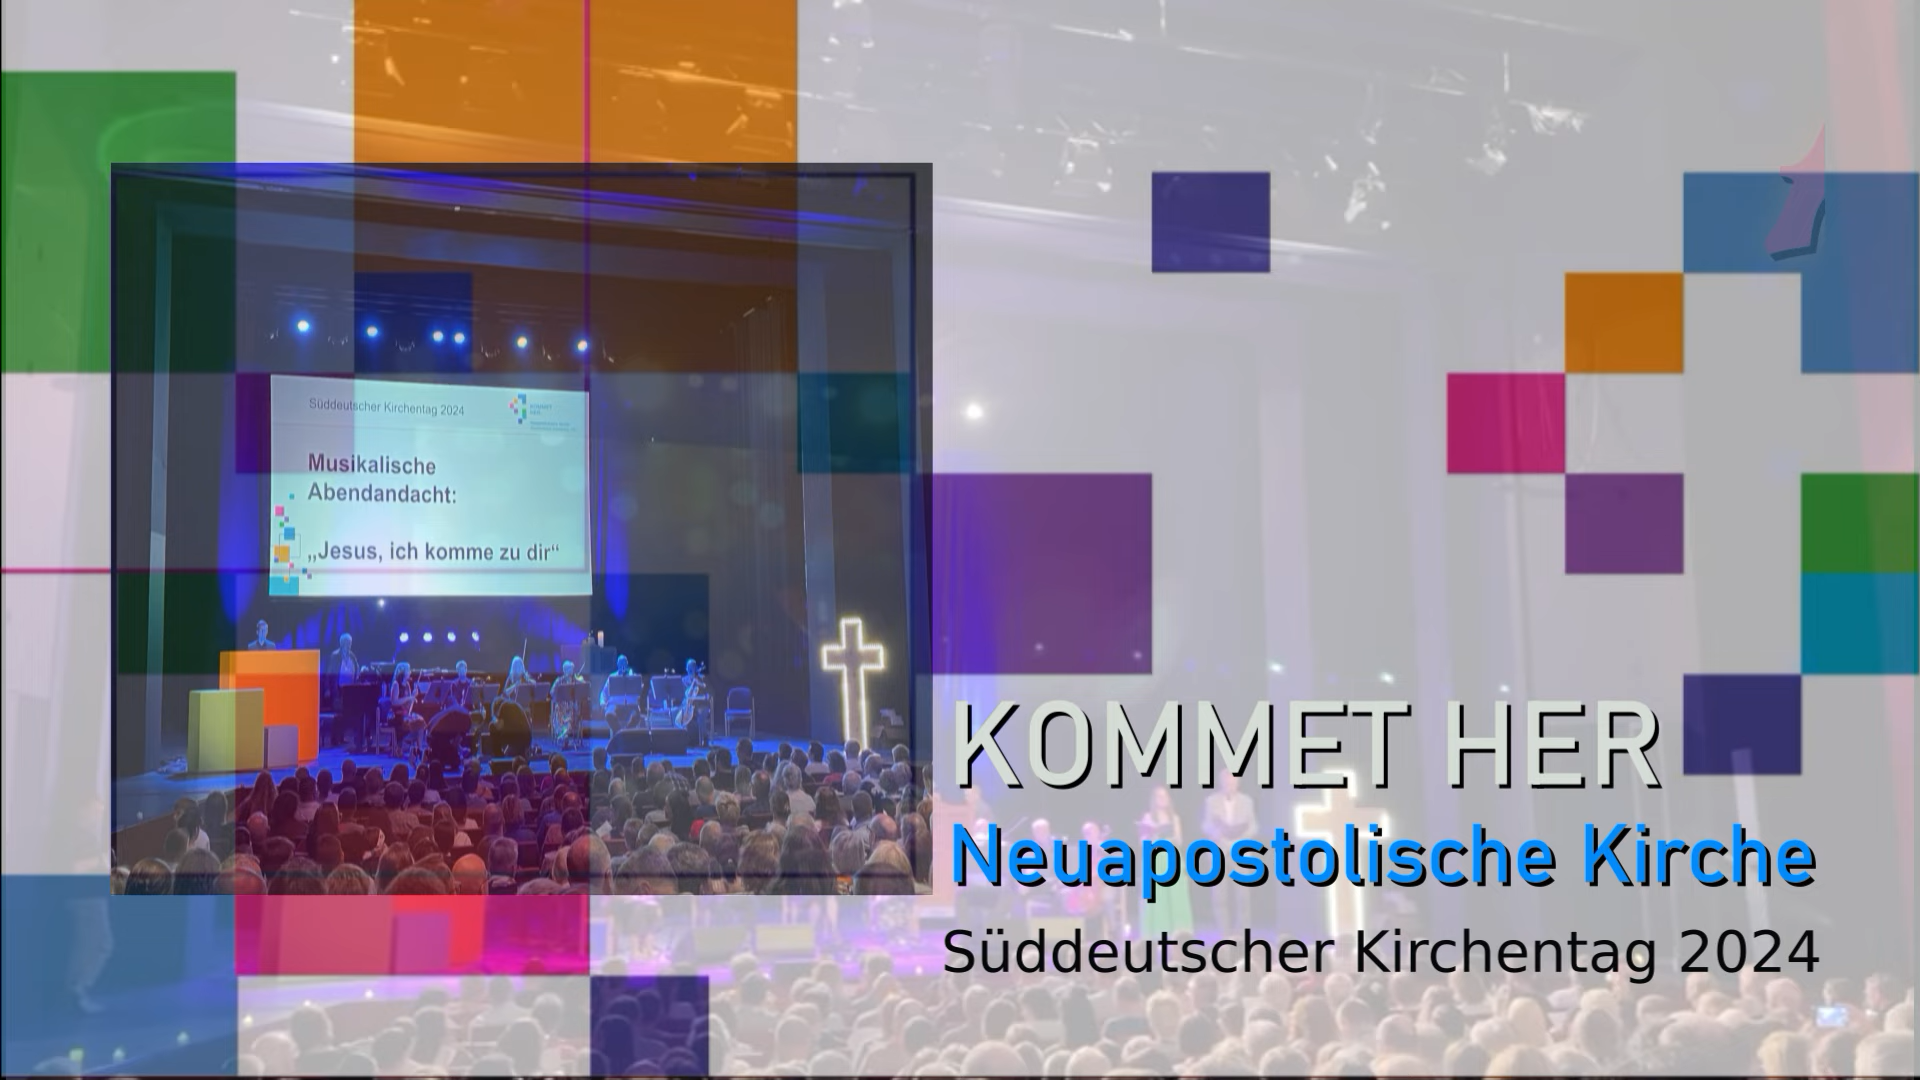 Süddeutscher Kirchentag 2024
Musikalische
Abendandacht:
„Jesus, ich komme zu dir“
KOMMET HER
Neuapostolische Kirche
Süddeutscher Kirchentag 2024